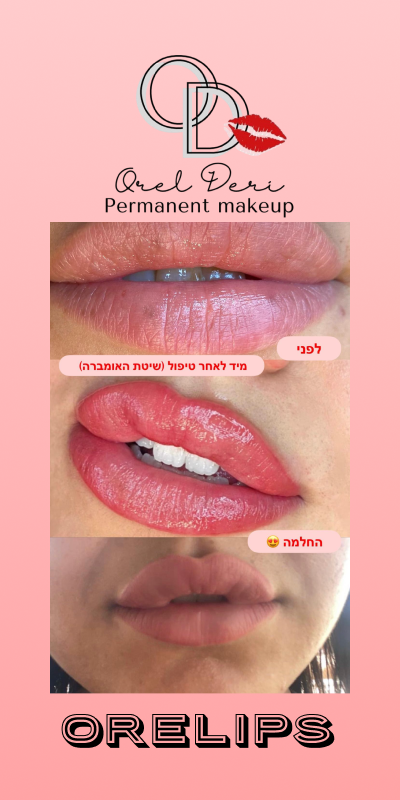 OD
Orel Deri
Permanent makeup
לפני
מיד לאחר טיפול (שיטת האומברה)
החלמה 🤩
ORELIPS